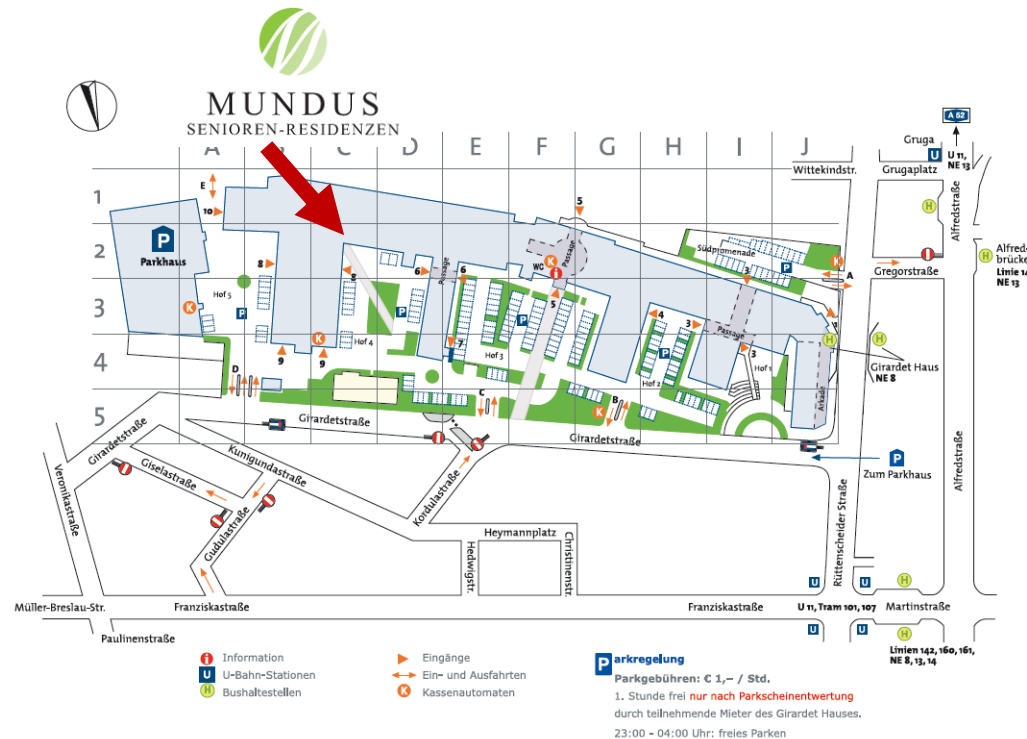 MUNDUS
SENIOREN-RESIDENZEN
A B C D E F G H I J
1
2
3
4
5
E
10
P
Parkhaus
K
8
Hof 5
P
9
9
D
8
K
Hof 4
6
P
Passage
6
7
Hof 3
P
C
WC
K
i
Passage
5
5
K
B
4
3
P
Hof 2
Südpromenade
P
3
Passage
3
Hof 1
K
A
1
H
Arkade
Wittekindstr.
Gruga
U
Grugaplatz
A 52
U 11,
NE 13
H
Alfredstraße
Gregorstraße
H
Alfred-
brücke
Linie 14
NE 13
H
Girardet Haus
NE 8
P
Zum Parkhaus
Alfredstraße
Rüttenscheider Straße
Girardetstraße
Girardetstraße
Girardetstraße
Giselastraße
Kunigundastraße
Veronikastraße
Gudulastraße
Kordulastraße
Heymannplatz
Hedwigstr.
Christinenstr.
Müller-Breslau-Str.
Franziskastraße
Franziskastraße
Paulinenstraße
U
U
H
U 11, Tram 101, 107
Martinstraße
U
U
H
Linien 142, 160, 161,
NE 8, 13, 14
i Information
U U-Bahn-Stationen
H Bushaltestellen
Eingänge
Ein- und Ausfahrten
K Kassenautomaten
Parkregelung
Parkgebühren: € 1,– / Std.
1. Stunde frei nur nach Parkscheinentwertung
durch teilnehmende Mieter des Girardet Hauses.
23:00 – 04:00 Uhr: freies Parken